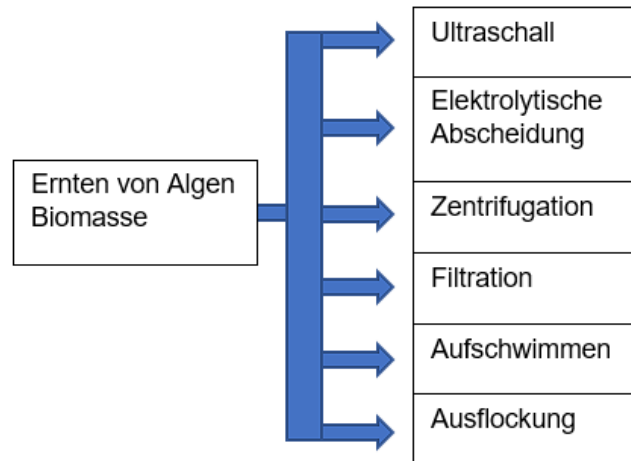 Ultraschall
Elektrolytische
Abscheidung
Ernten von Algen
Biomasse
Zentrifugation
Filtration
Aufschwimmen
Ausflockung